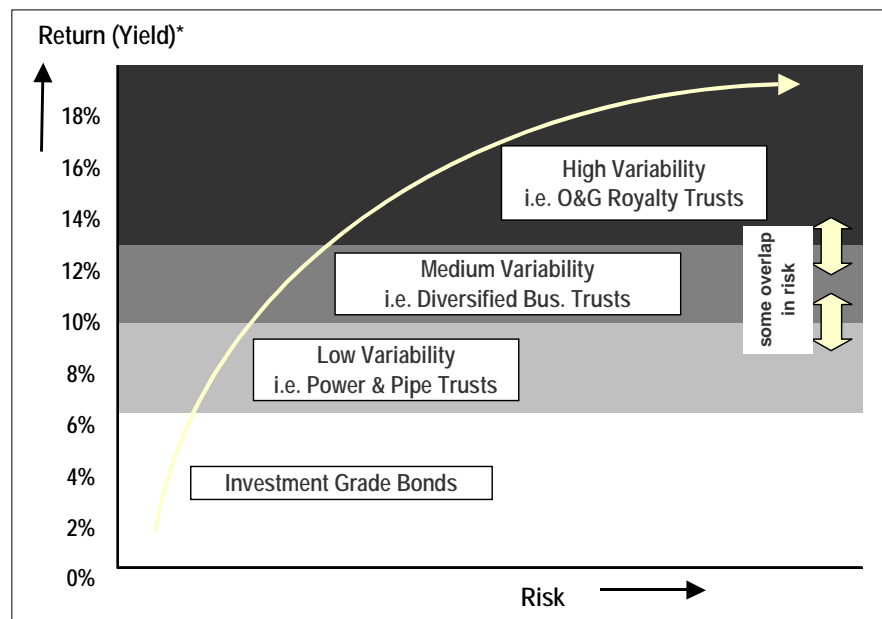 Return (Yield)*
18%
16%
14%
12%
10%
8%
6%
4%
2%
0%
High Variability
i.e. O&G Royalty Trusts
Medium Variability
i.e. Diversified Bus. Trusts
Low Variability
i.e. Power & Pipe Trusts
Investment Grade Bonds
some overlap
in risk
Risk